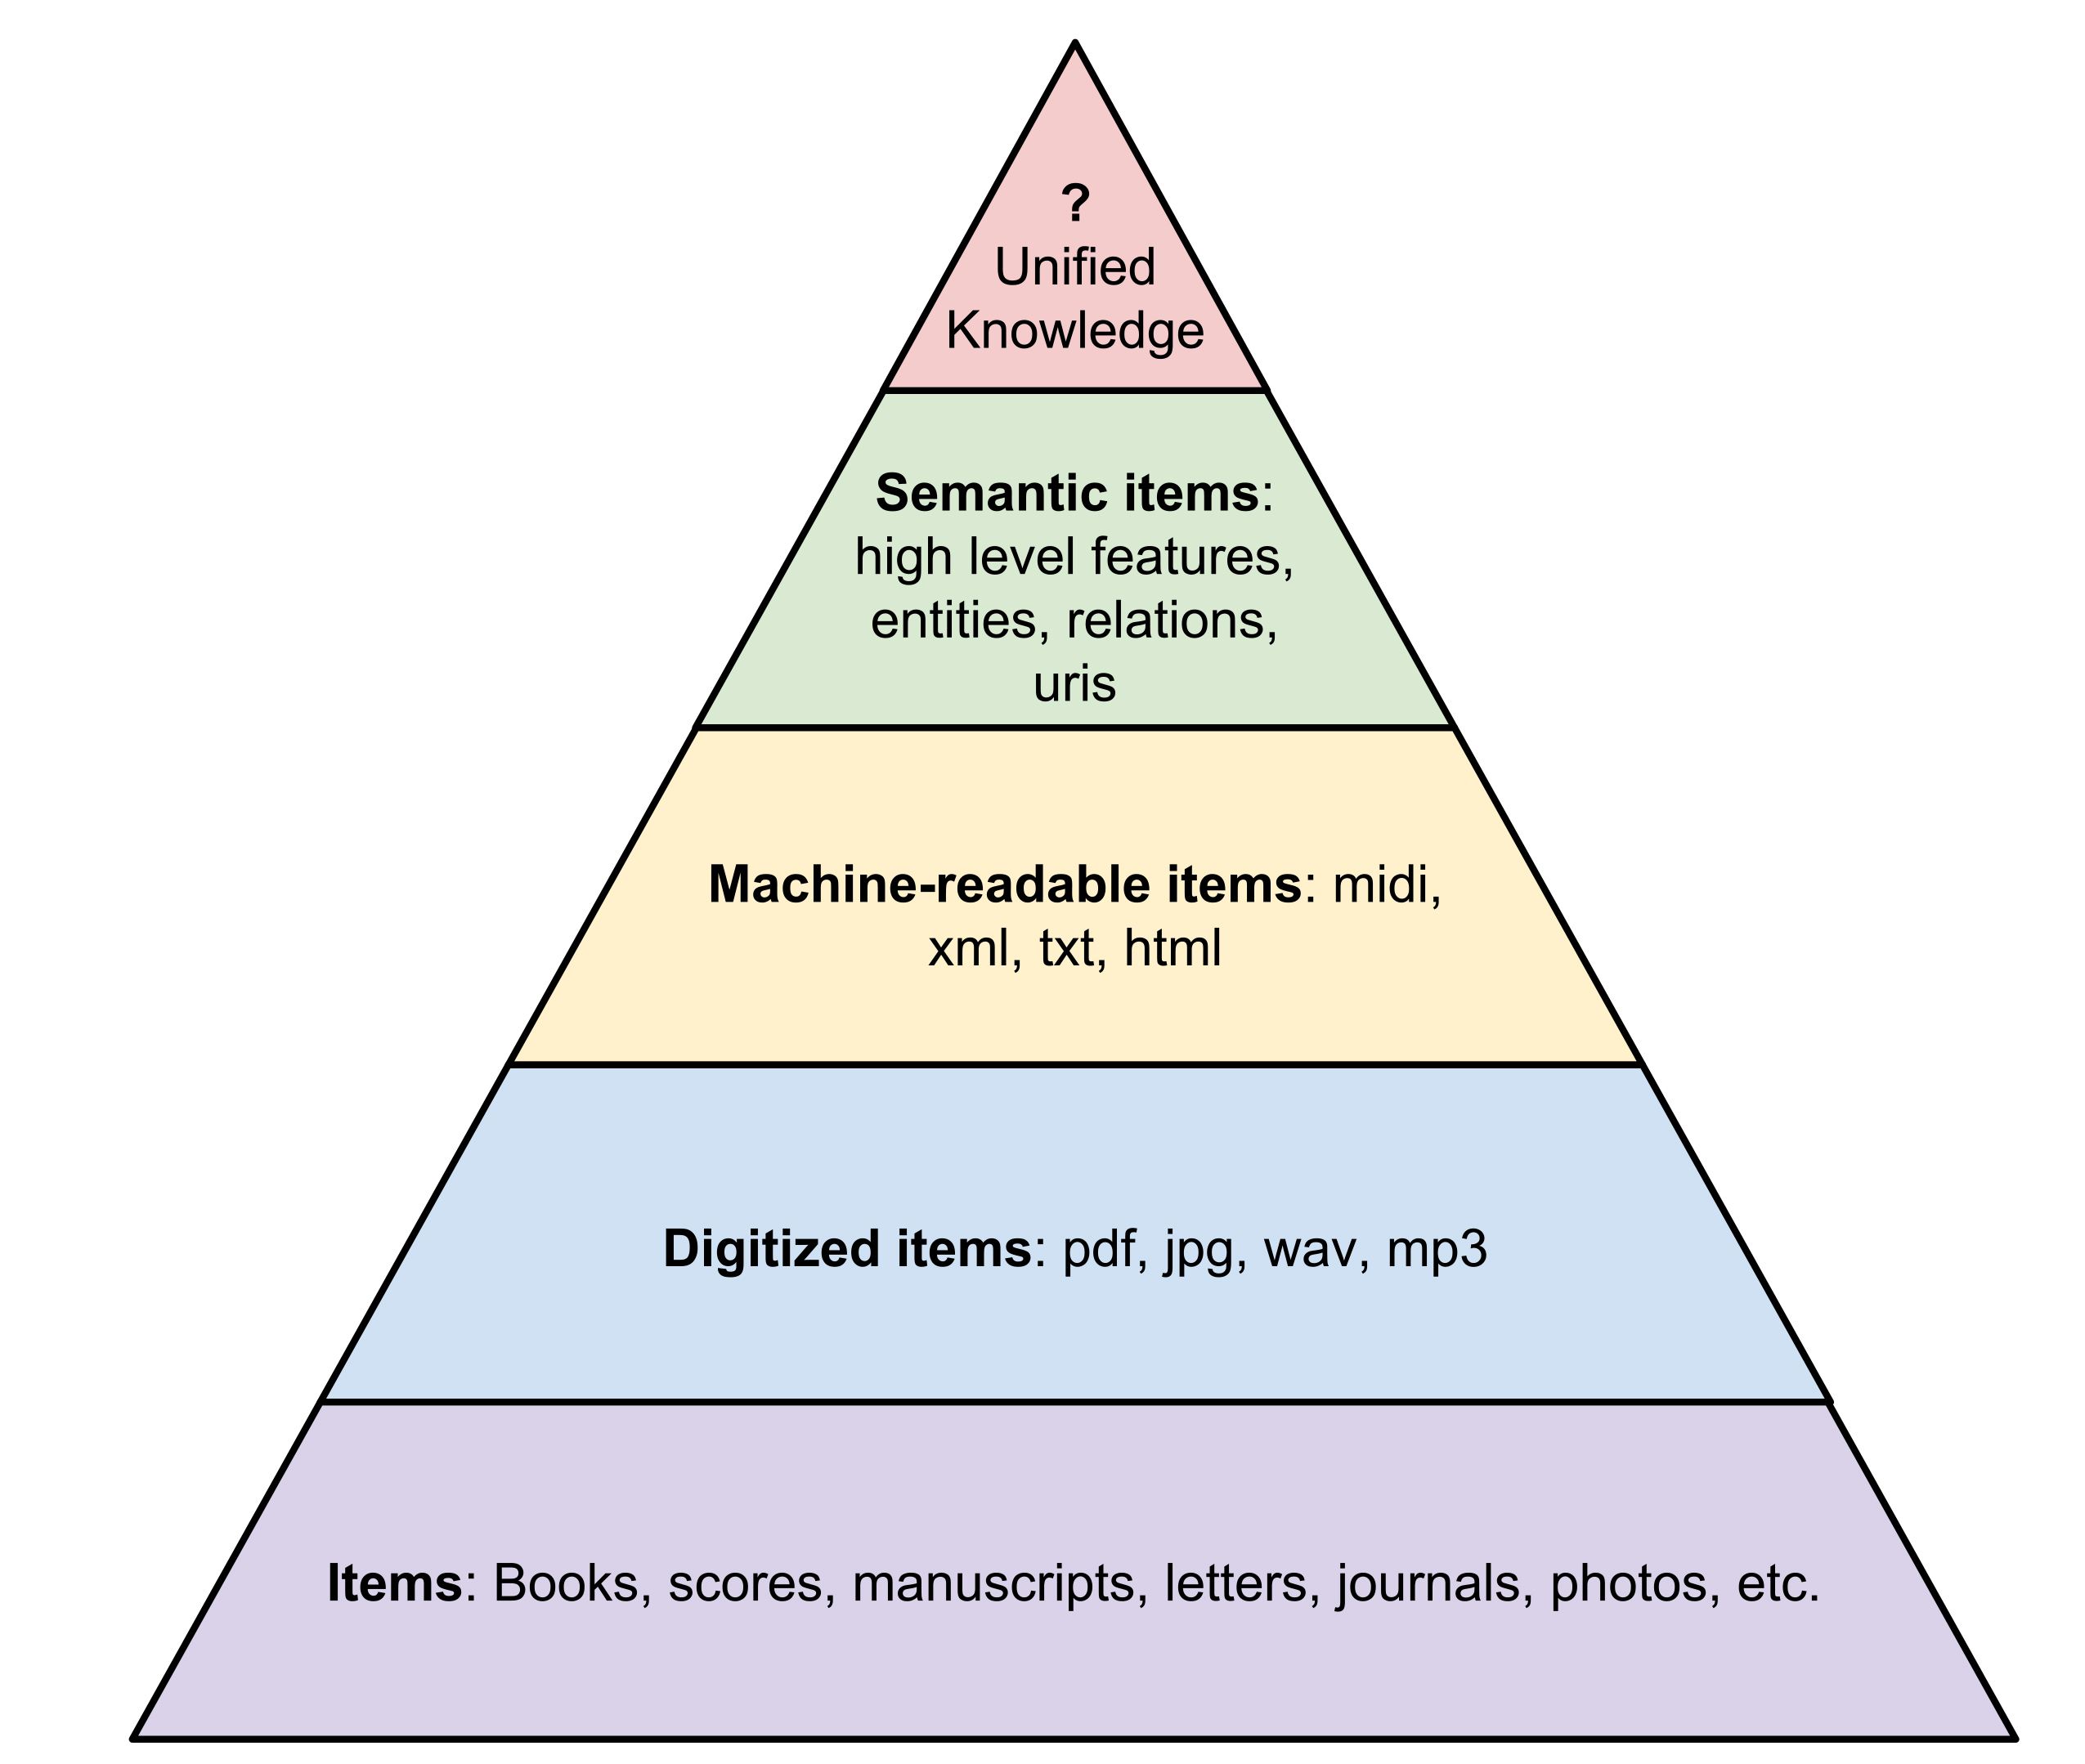 ?
Unified
Knowledge
Semantic items:
high level features,
entities, relations,
uris
Machine-readable items: midi,
xml, txt, html
Digitized items: pdf, jpg, wav, mp3
Items: Books, scores, manuscripts, letters, journals, photos, etc.